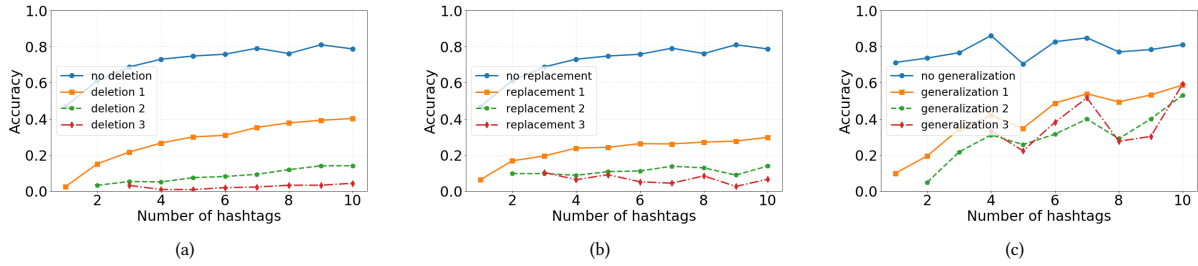 1.0
0.8
0.6
0.4
0.2
0.0
Accuracy
no deletion
deletion 1
deletion 2
deletion 3
2 4 6 8 10
Number of hashtags
(a)
1.0
0.8
0.6
0.4
0.2
0.0
Accuracy
no replacement
replacement 1
replacement 2
replacement 3
2 4 6 8 10
Number of hashtags
(b)
1.0
0.8
0.6
0.4
0.2
0.0
Accuracy
no generalization
generalization 1
generalization 2
generalization 3
2 4 6 8 10
Number of hashtags
(c)